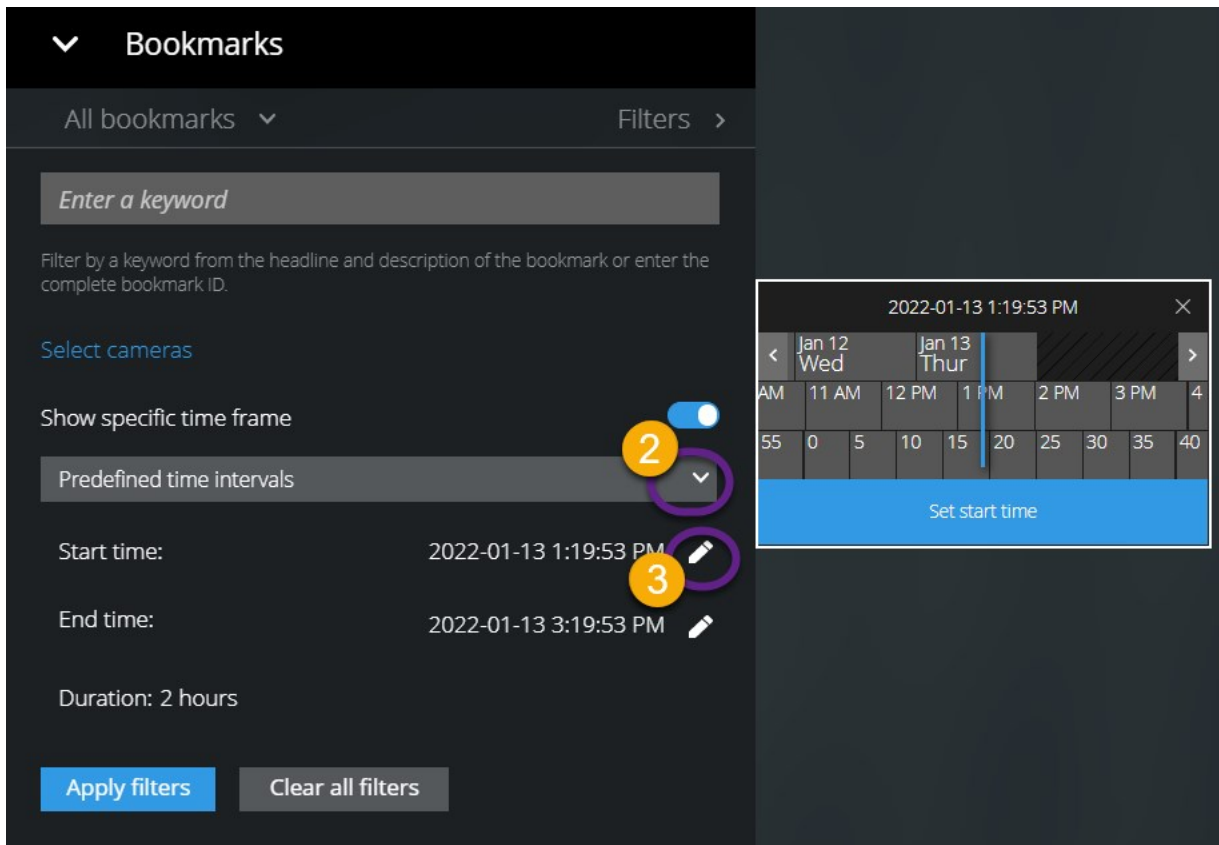 Bookmarks
All bookmarks
Filters
Enter a keyword
Filter by a keyword from the headline and description of the bookmark or enter the
complete bookmark ID.
Select cameras
Show specific time frame
2
Predefined time intervals
Start time: 2022-01-13 1:19:53 PM
3
End time: 2022-01-13 3:19:53 PM
Duration: 2 hours
Apply filters Clear all filters
2022-01-13 1:19:53 PM
Jan 12 Jan 13
Wed Thur
AM 11 AM 12 PM 1 PM 2 PM 3 PM 4
55 0 5 10 15 20 25 30 35 40
Set start time